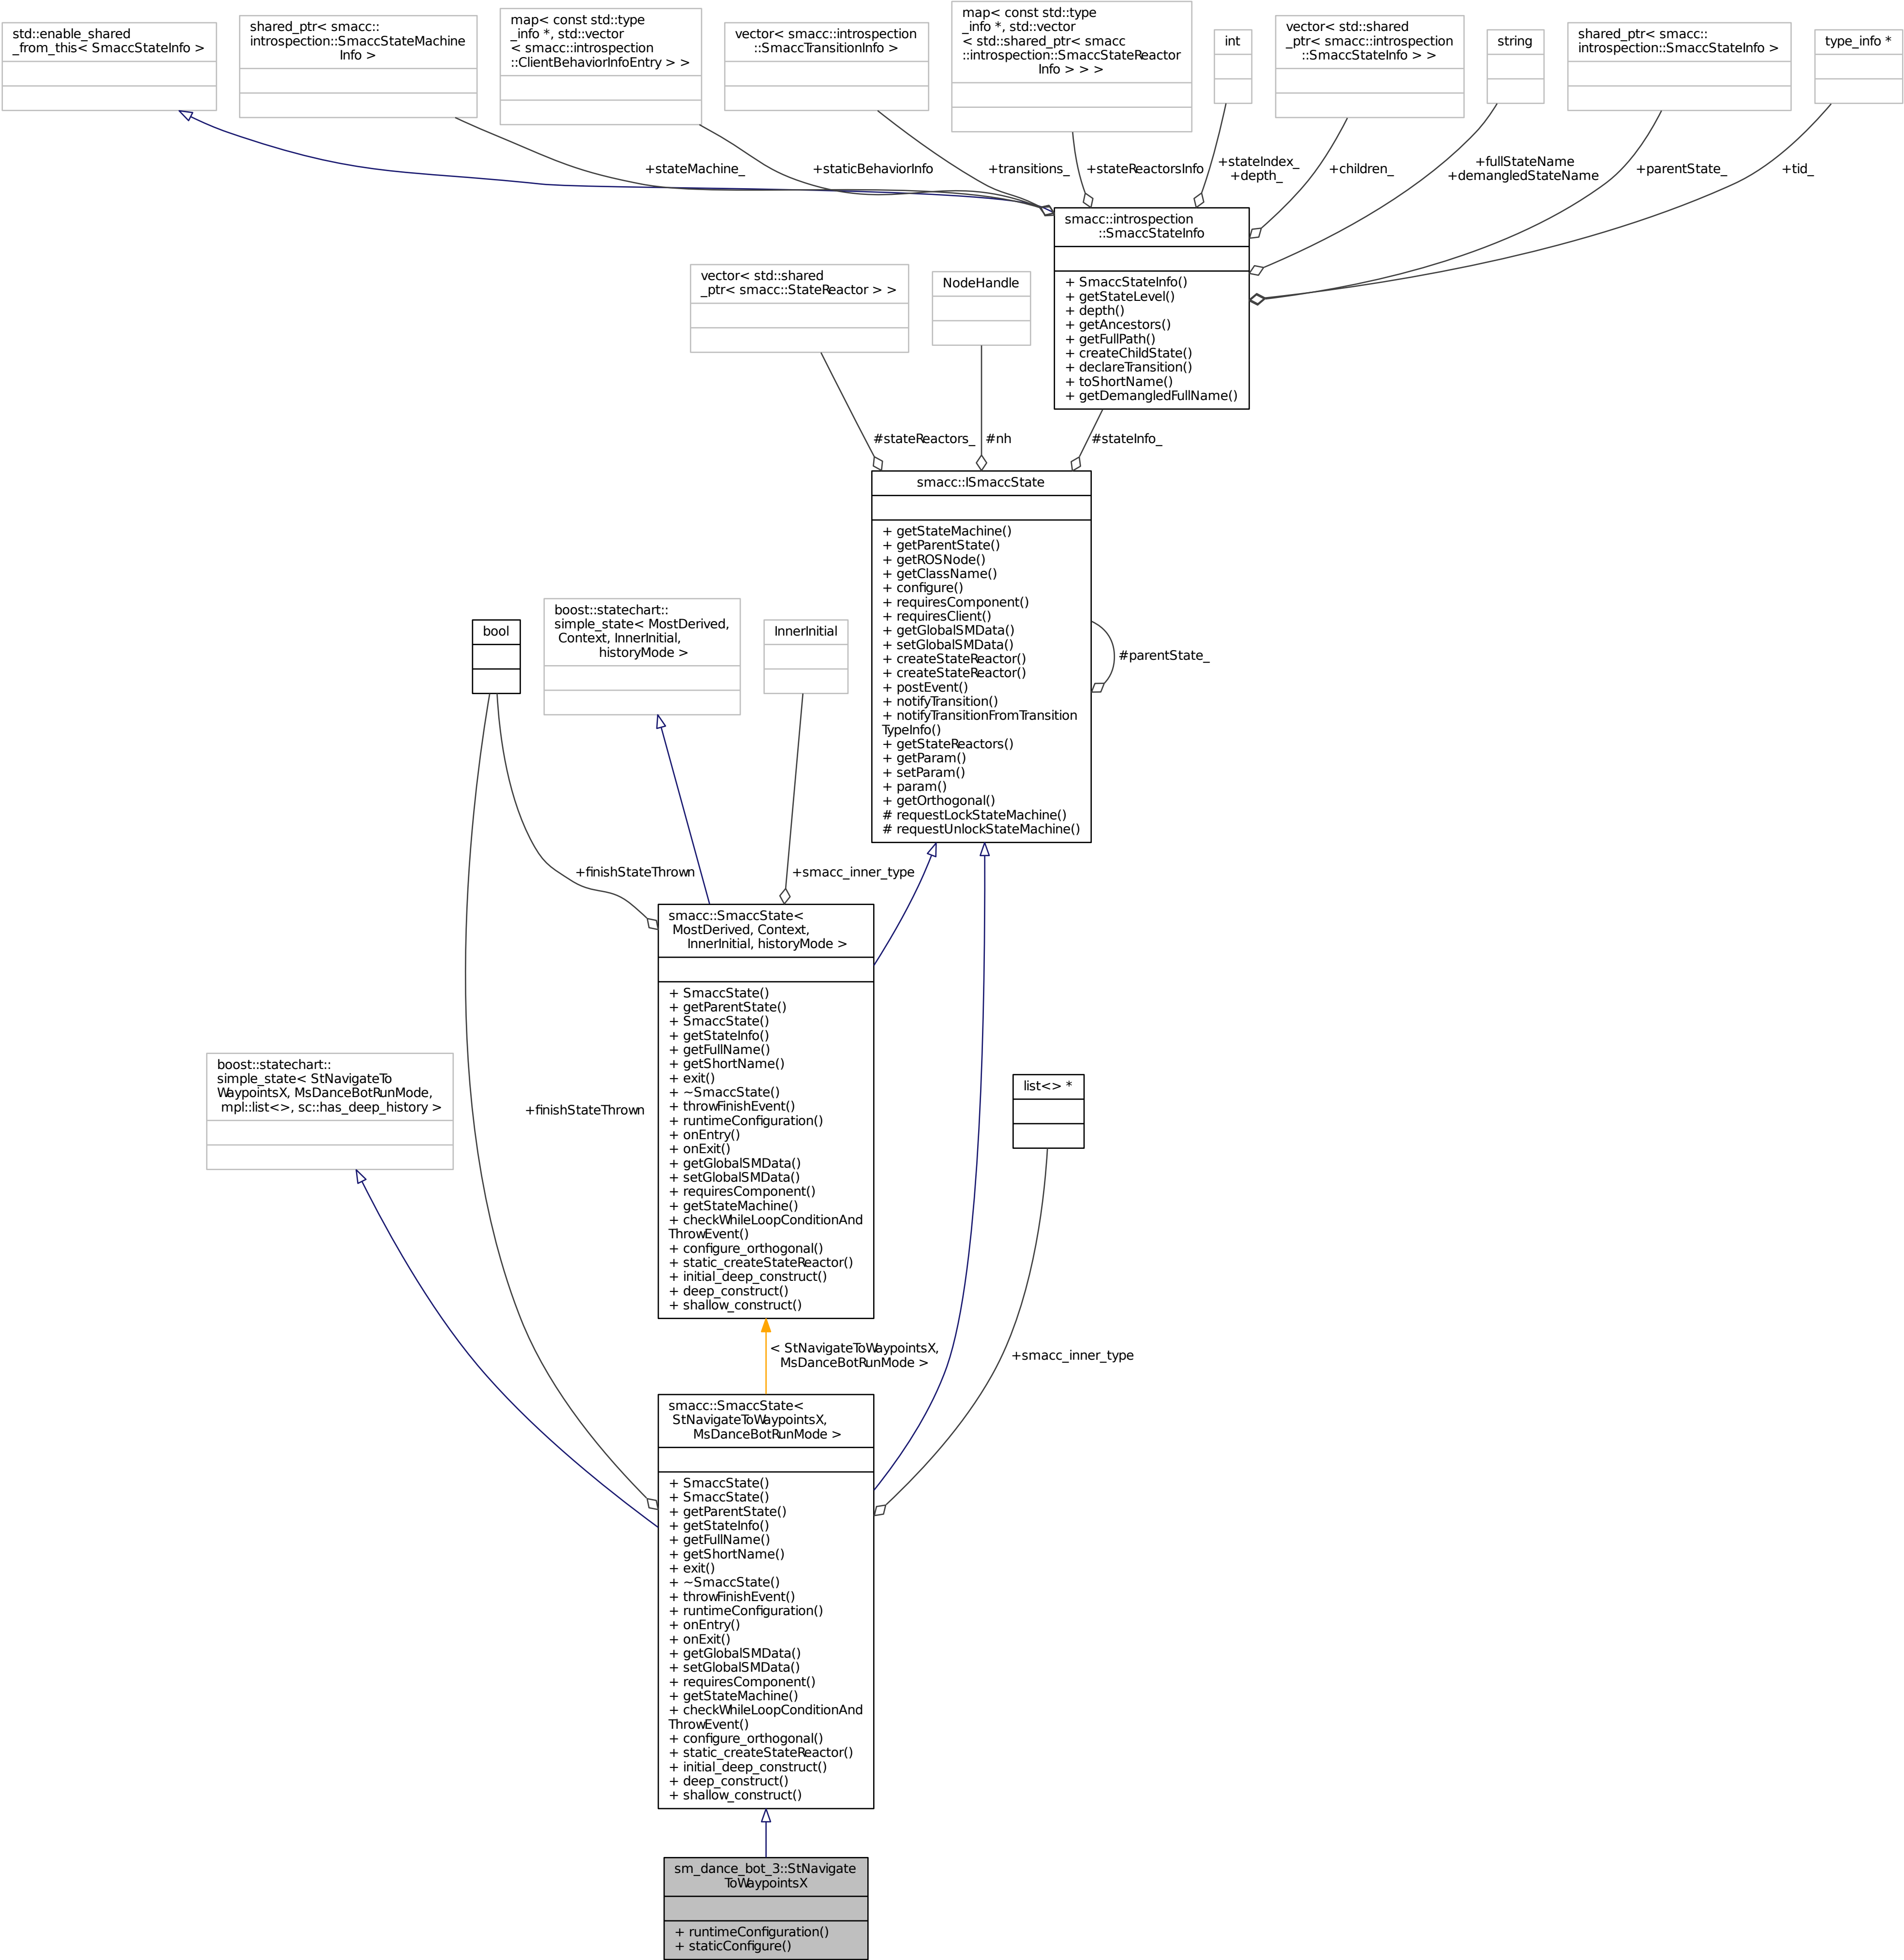 std::enable_shared
_from_this< SmaccStateInfo >
shared_ptr< smacc::
introspection::SmaccStateMachine
Info >
map< const std::type
_info *, std::vector
< smacc::introspection
::ClientBehaviorInfoEntry > >
vector< smacc::introspection
::SmaccTransitionInfo >
map< const std::type
_info *, std::vector
< std::shared_ptr< smacc
::introspection::SmaccStateReactor
Info > > >
int
vector< std::shared
_ptr< smacc::introspection
::SmaccStateInfo > >
string
shared_ptr< smacc::
introspection::SmaccStateInfo >
type_info *
+stateMachine_
+staticBehaviorInfo
+transitions_
+stateReactorsInfo
+stateIndex_
+depth_
+children_
+fullStateName
+demangledStateName
+parentState_
+tid_
smacc::introspection
::SmaccStateInfo
+ SmaccStateInfo()
+ getStateLevel()
+ depth()
+ getAncestors()
+ getFullPath()
+ createChildState()
+ declareTransition()
+ toShortName()
+ getDemangledFullName()
vector< std::shared
_ptr< smacc::StateReactor > >
NodeHandle
#stateReactors_
#nh
#stateInfo_
smacc::ISmaccState
+ getStateMachine()
+ getParentState()
+ getROSNode()
+ getClassName()
+ configure()
+ requiresComponent()
+ requiresClient()
+ getGlobalSMData()
+ setGlobalSMData()
+ createStateReactor()
+ createStateReactor()
+ postEvent()
+ notifyTransition()
+ notifyTransitionFromTransition
TypeInfo()
+ getStateReactors()
+ getParam()
+ setParam()
+ param()
+ getOrthogonal()
# requestLockStateMachine()
# requestUnlockStateMachine()
#parentState_
bool
boost::statechart::
simple_state< MostDerived,
Context, InnerInitial,
historyMode >
InnerInitial
+finishStateThrown
+smacc_inner_type
smacc::SmaccState<
MostDerived, Context,
InnerInitial, historyMode >
+ SmaccState()
+ getParentState()
+ SmaccState()
+ getStateInfo()
+ getFullName()
+ getShortName()
+ exit()
+ ~SmaccState()
+ throwFinishEvent()
+ runtimeConfiguration()
+ onEntry()
+ onExit()
+ getGlobalSMData()
+ setGlobalSMData()
+ requiresComponent()
+ getStateMachine()
+ checkWhileLoopConditionAnd
ThrowEvent()
+ configure_orthogonal()
+ static_createStateReactor()
+ initial_deep_construct()
+ deep_construct()
+ shallow_construct()
boost::statechart::
simple_state< StNavigateTo
WaypointsX, MsDanceBotRunMode,
mpl::list<>, sc::has_deep_history >
+finishStateThrown
list<> *
< StNavigateToWaypointsX,
MsDanceBotRunMode >
+smacc_inner_type
smacc::SmaccState<
StNavigateToWaypointsX,
MsDanceBotRunMode >
+ SmaccState()
+ SmaccState()
+ getParentState()
+ getStateInfo()
+ getFullName()
+ getShortName()
+ exit()
+ ~SmaccState()
+ throwFinishEvent()
+ runtimeConfiguration()
+ onEntry()
+ onExit()
+ getGlobalSMData()
+ setGlobalSMData()
+ requiresComponent()
+ getStateMachine()
+ checkWhileLoopConditionAnd
ThrowEvent()
+ configure_orthogonal()
+ static_createStateReactor()
+ initial_deep_construct()
+ deep_construct()
+ shallow_construct()
sm_dance_bot_3::StNavigate
ToWaypointsX
+ runtimeConfiguration()
+ staticConfigure()